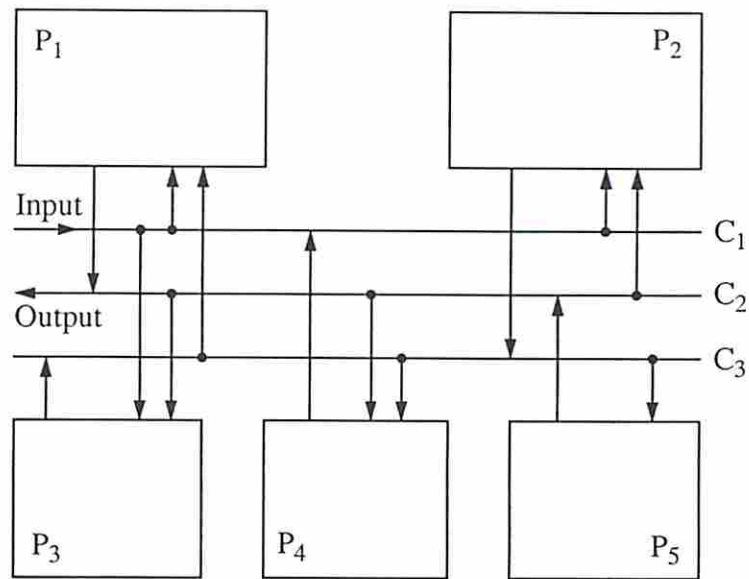 P₁
P₂
Input
C₁
C₂
Output
C₃
P₃
P₄
P₅